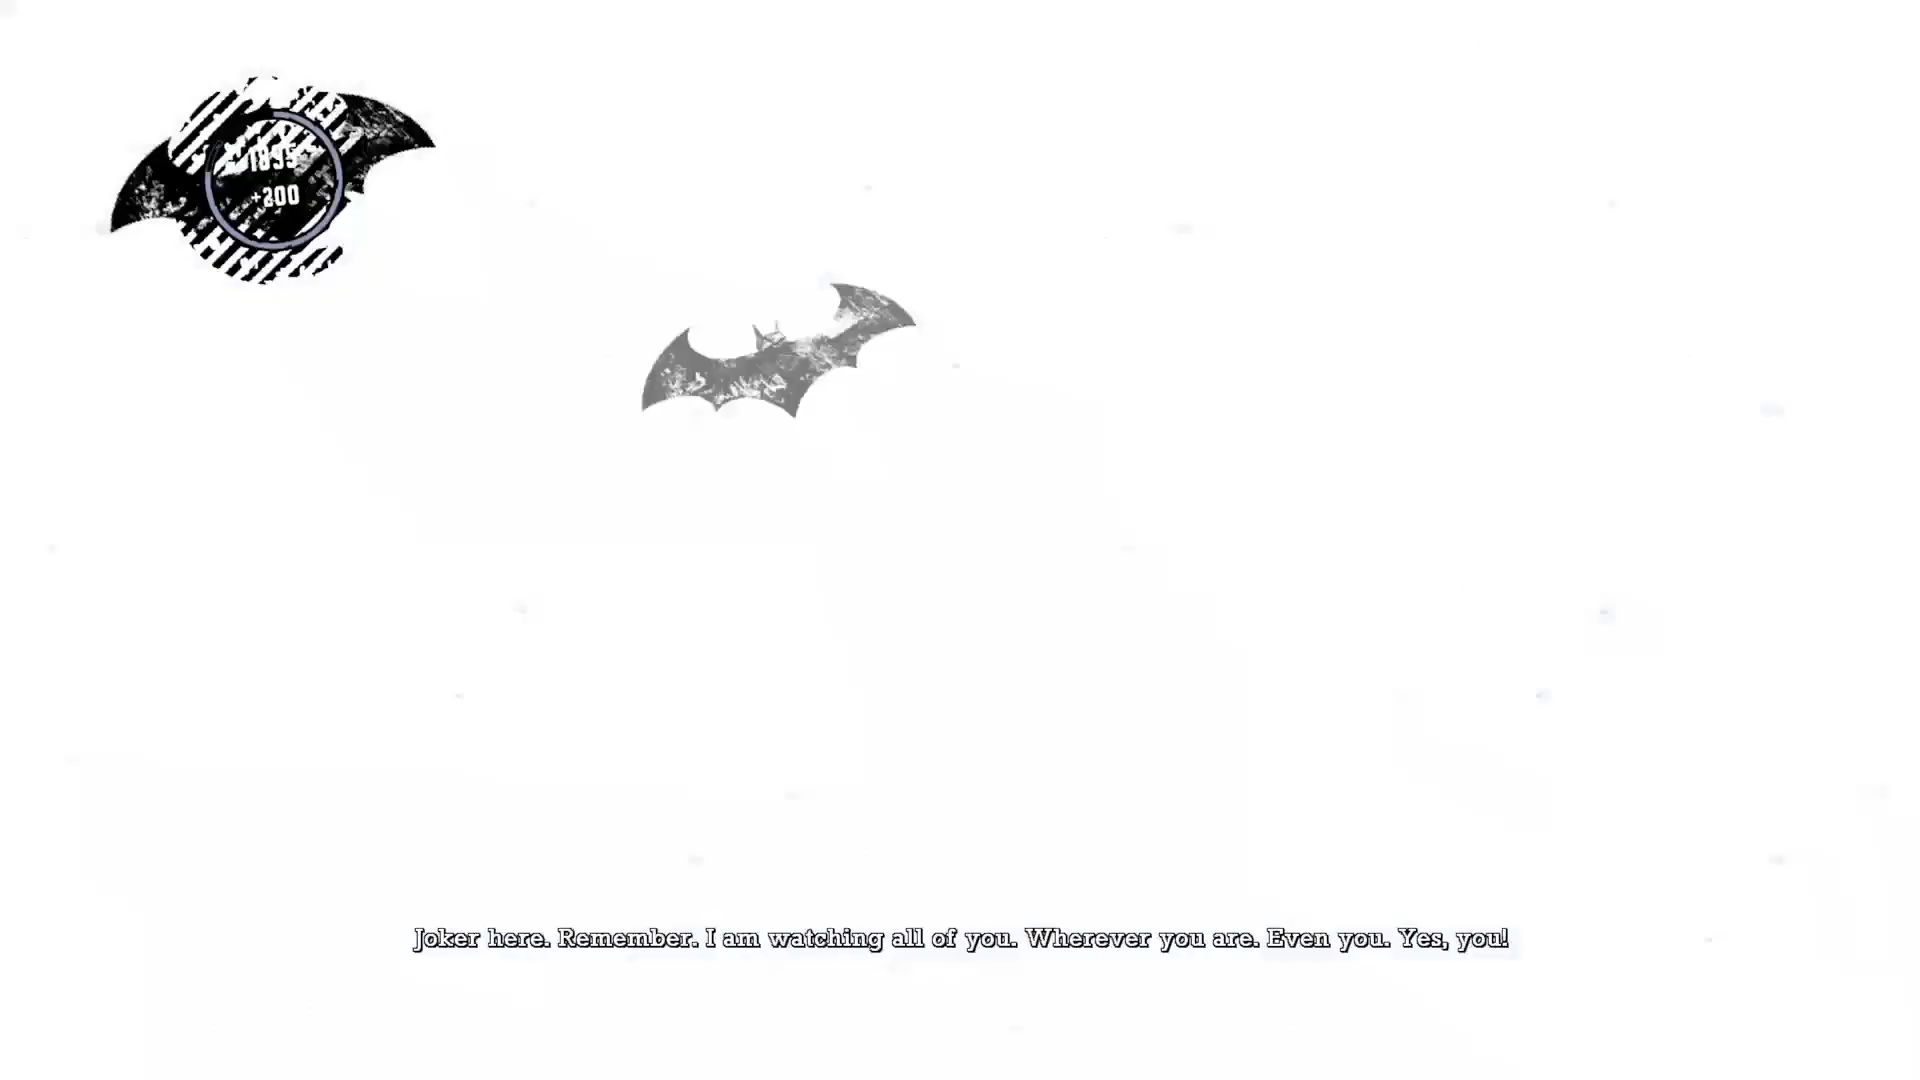 1895
+200
Joker here. Remember. I am watching all of you. Wherever you are. Even you. Yes, you!